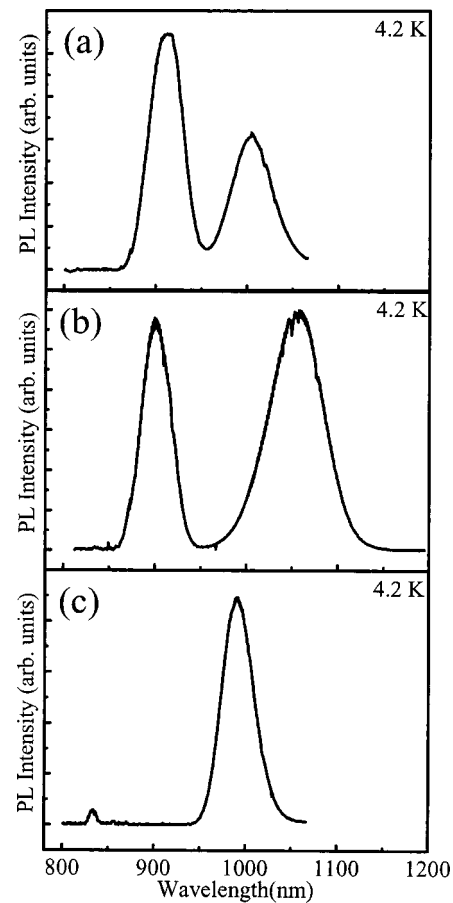 (a)
4.2 K
PL Intensity (arb. units)
(b)
4.2 K
PL Intensity (arb. units)
(c)
4.2 K
PL Intensity (arb. units)
800 900 1000 1100 1200
Wavelength(nm)